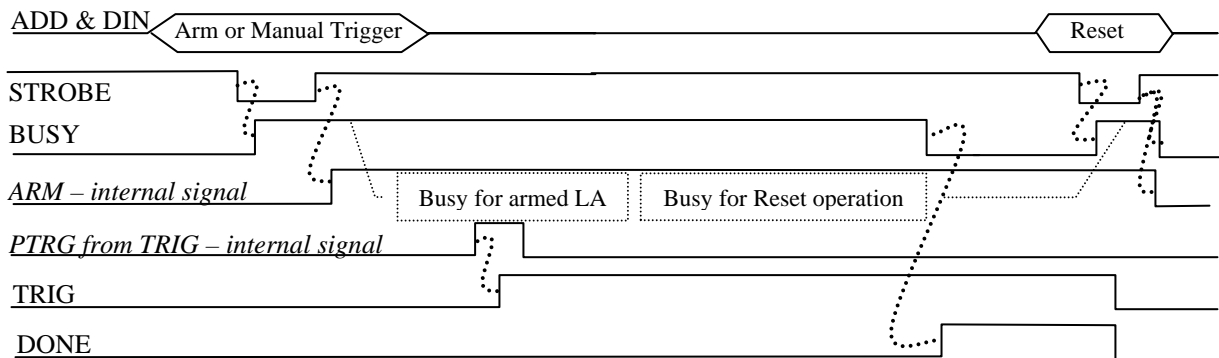 ADD & DIN
Arm or Manual Trigger
Reset
STROBE
BUSY
ARM – internal signal
Busy for armed LA
Busy for Reset operation
PTRG from TRIG – internal signal
TRIG
DONE